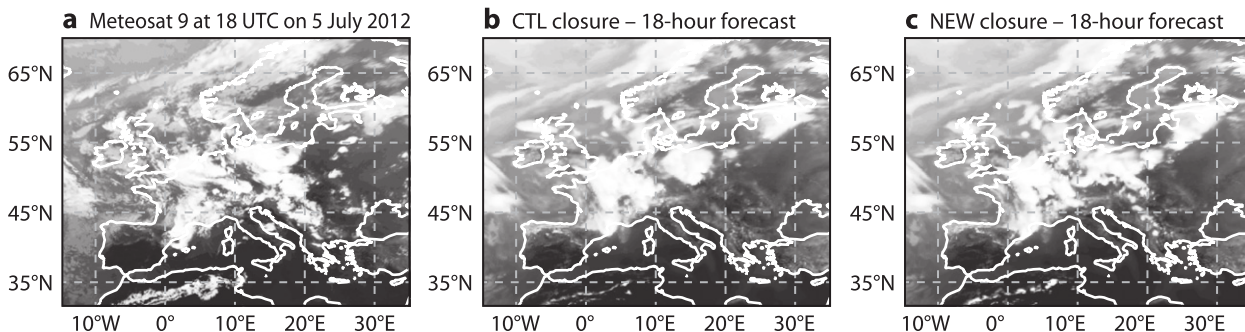 a Meteosat 9 at 18 UTC on 5 July 2012
b CTL closure – 18-hour forecast
c NEW closure – 18-hour forecast
65°N 65°N 65°N
55°N 55°N 55°N
45°N 45°N 45°N
35°N 35°N 35°N
10°W 0° 10°E 20°E 30°E 10°W 0° 10°E 20°E 30°E 10°W 0° 10°E 20°E 30°E